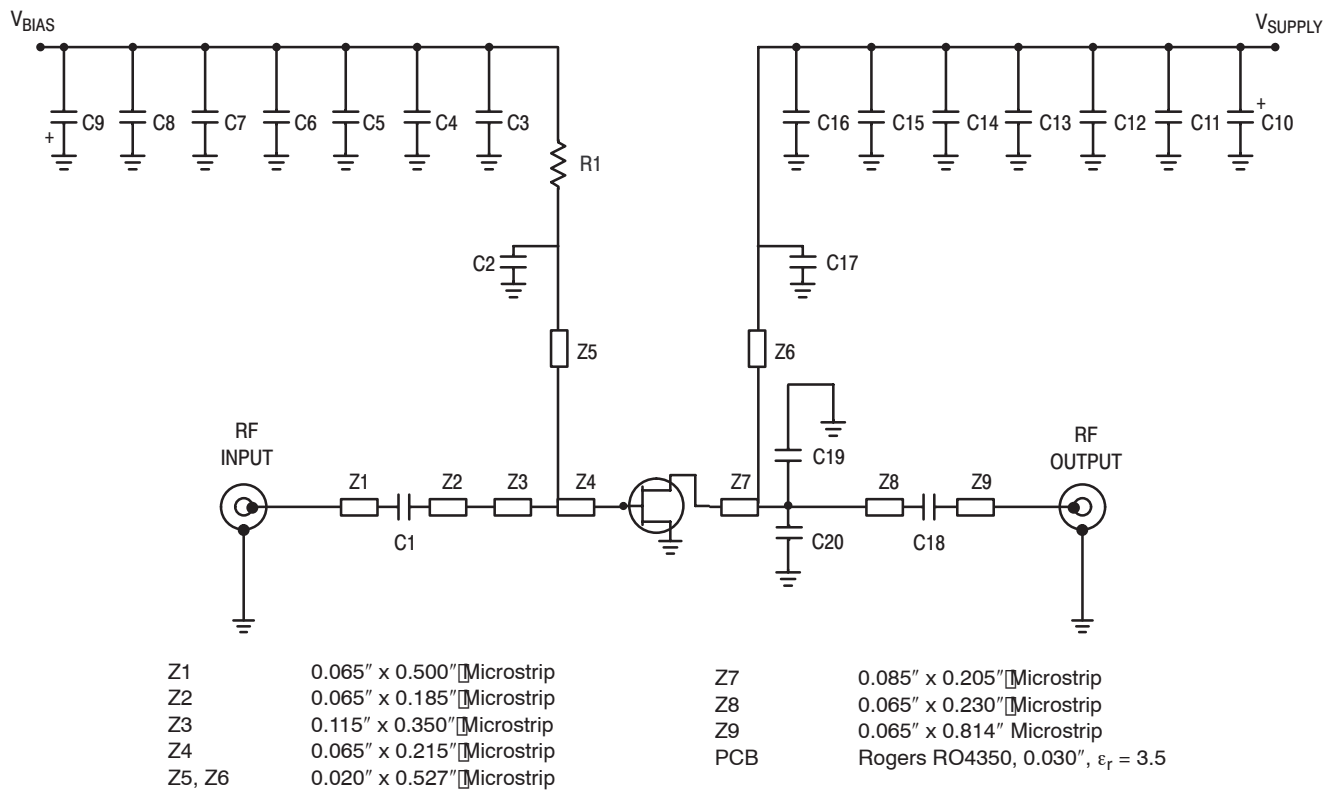 V_BIAS
V_SUPPLY
C9 C8 C7 C6 C5 C4 C3
+
C16 C15 C14 C13 C12 C11 C10
+
R1
C2
C17
Z5
Z6
RF
INPUT
RF
OUTPUT
Z1 Z2 Z3 Z4 Z7 Z8 Z9
C1
C19
C20
C18
Z1 0.065″ x 0.500″▯Microstrip
Z2 0.065″ x 0.185″▯Microstrip
Z3 0.115″ x 0.350″▯Microstrip
Z4 0.065″ x 0.215″▯Microstrip
Z5, Z6 0.020″ x 0.527″▯Microstrip
Z7 0.085″ x 0.205″▯Microstrip
Z8 0.065″ x 0.230″▯Microstrip
Z9 0.065″ x 0.814″ Microstrip
PCB Rogers RO4350, 0.030″, εr = 3.5